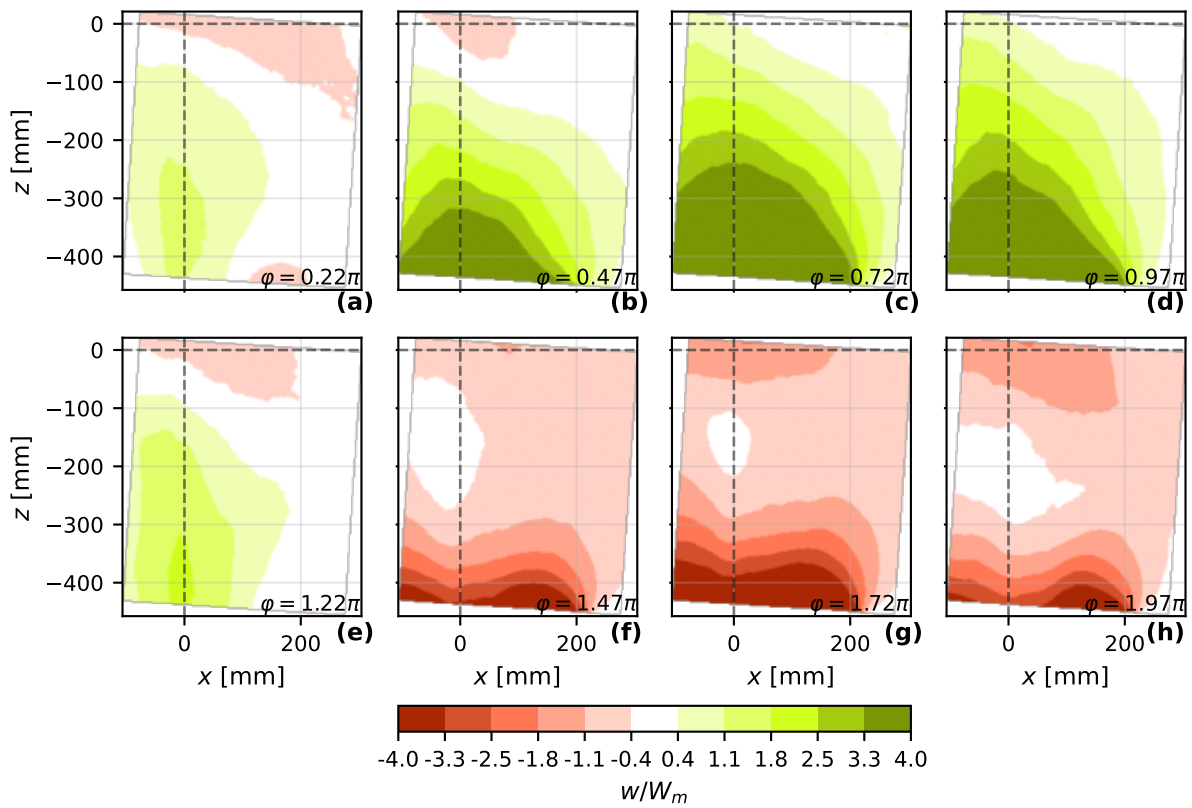 0
−100
−200
−300
−400
z [mm]
φ = 0.22π
(a)
φ = 0.47π
(b)
φ = 0.72π
(c)
φ = 0.97π
(d)
0
−100
−200
−300
−400
z [mm]
φ = 1.22π
(e)
φ = 1.47π
(f)
φ = 1.72π
(g)
φ = 1.97π
(h)
0 200 0 200 0 200 0 200
x [mm] x [mm] x [mm] x [mm]
-4.0 -3.3 -2.5 -1.8 -1.1 -0.4 0.4 1.1 1.8 2.5 3.3 4.0
w/Wm